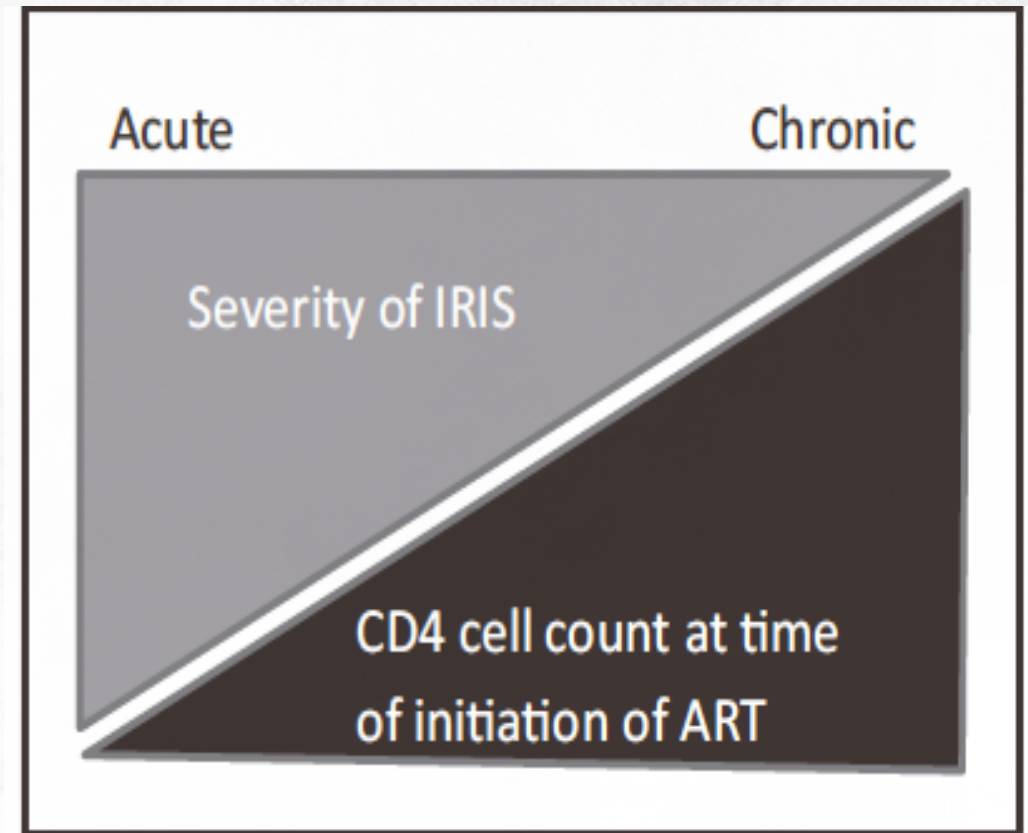 Acute Chronic
Severity of IRIS
CD4 cell count at time
of initiation of ART